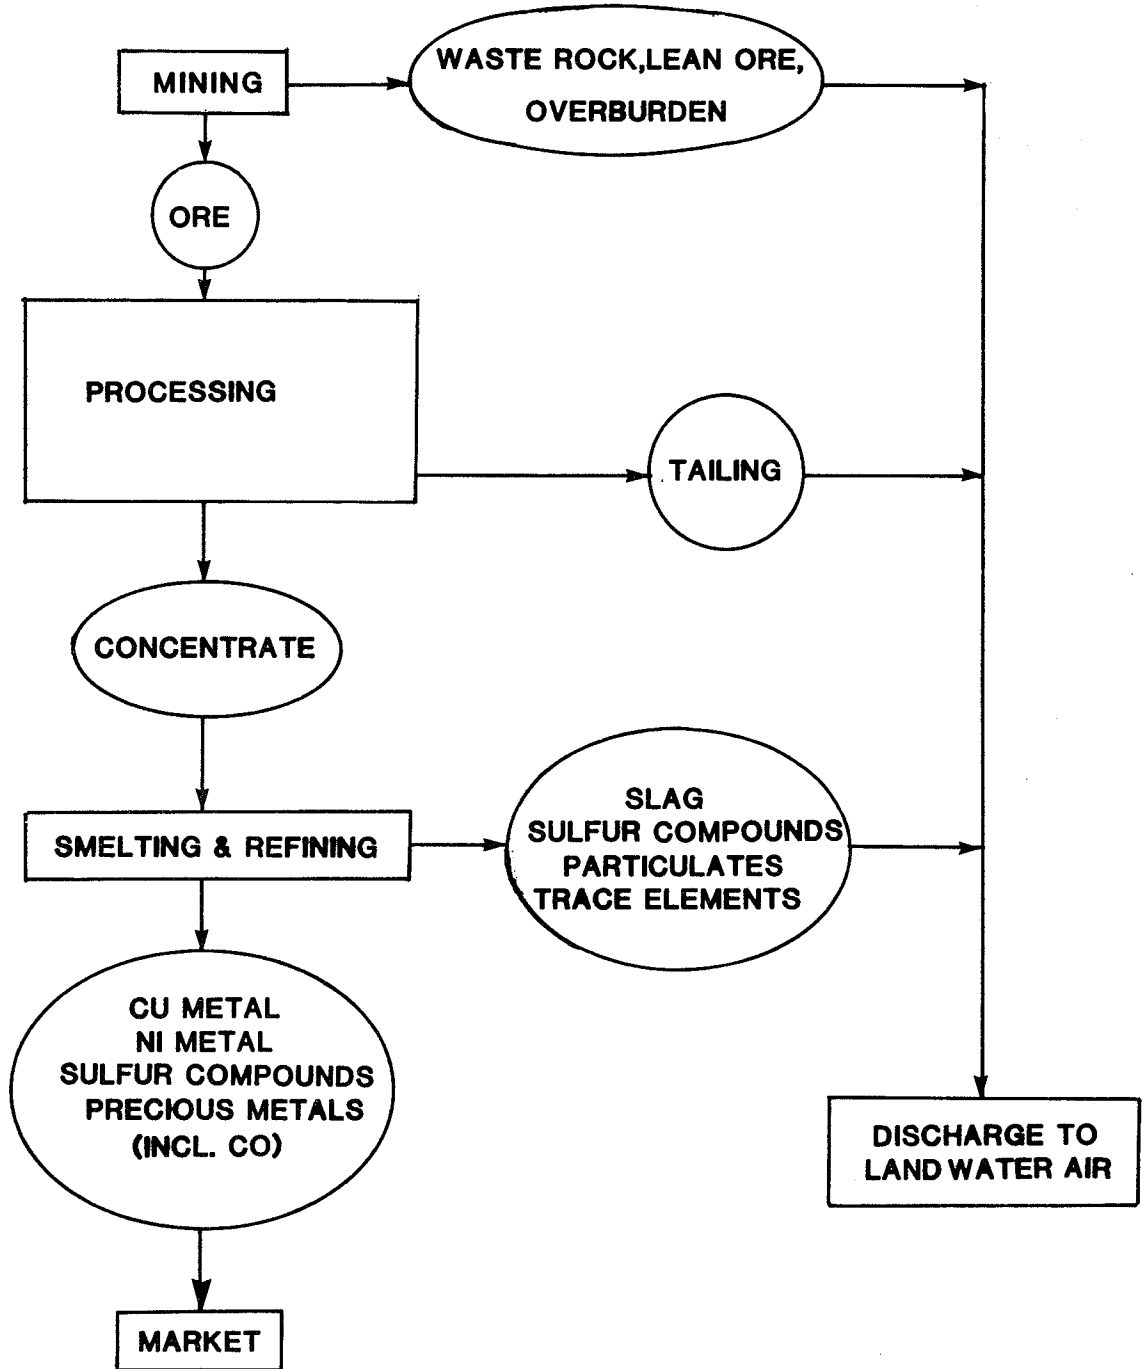 MINING
WASTE ROCK,LEAN ORE,
OVERBURDEN
ORE
PROCESSING
TAILING
CONCENTRATE
SMELTING & REFINING
SLAG
SULFUR COMPOUNDS
PARTICULATES
TRACE ELEMENTS
CU METAL
NI METAL
SULFUR COMPOUNDS
PRECIOUS METALS
(INCL. CO)
DISCHARGE TO
LAND WATER AIR
MARKET